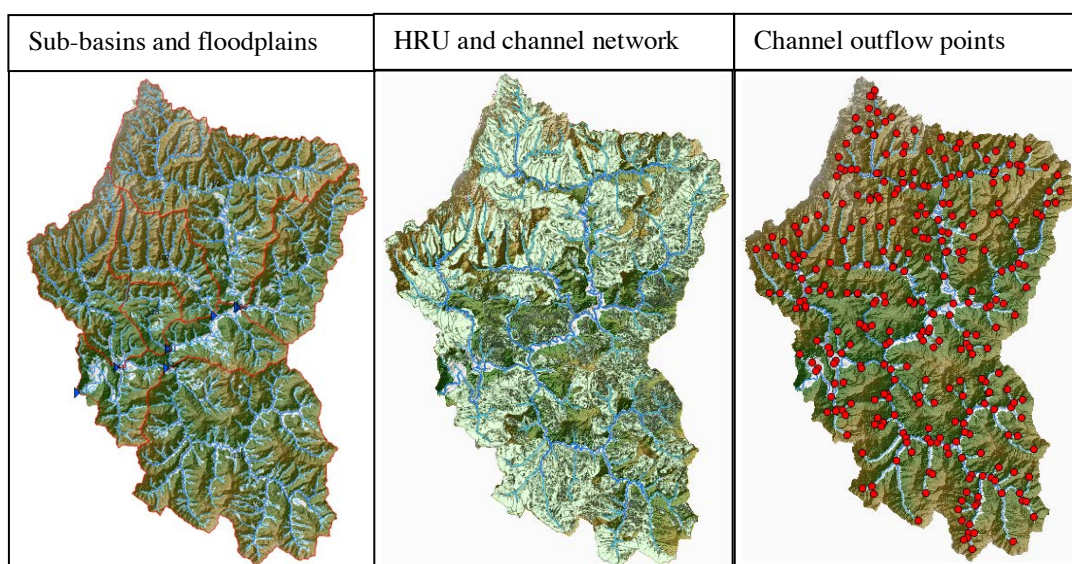 Sub-basins and floodplains
HRU and channel network
Channel outflow points